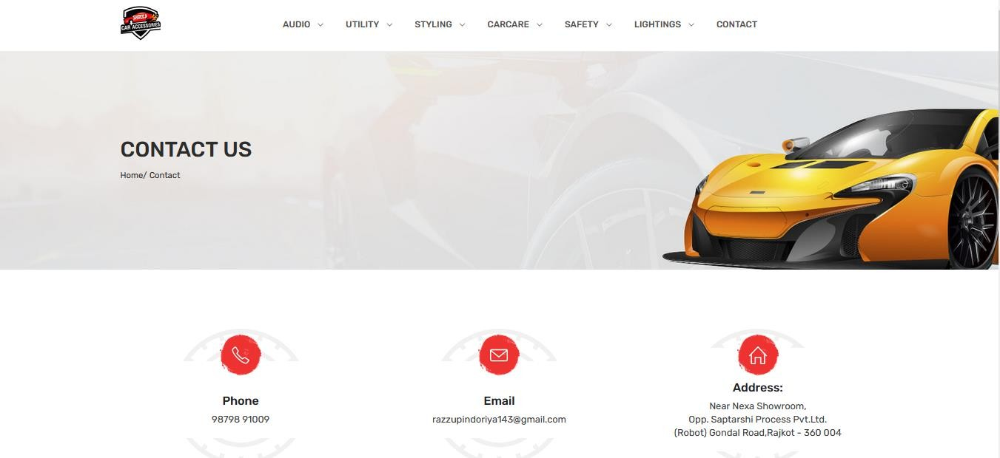 SHREEJI
CAR ACCESSORIES
AUDIO UTILITY STYLING CARCARE SAFETY LIGHTINGS CONTACT
CONTACT US
Home/ Contact
Phone
98798 91009
Email
razzupindoriya143@gmail.com
Address:
Near Nexa Showroom,
Opp. Saptarshi Process Pvt.Ltd.
(Robot) Gondal Road,Rajkot - 360 004